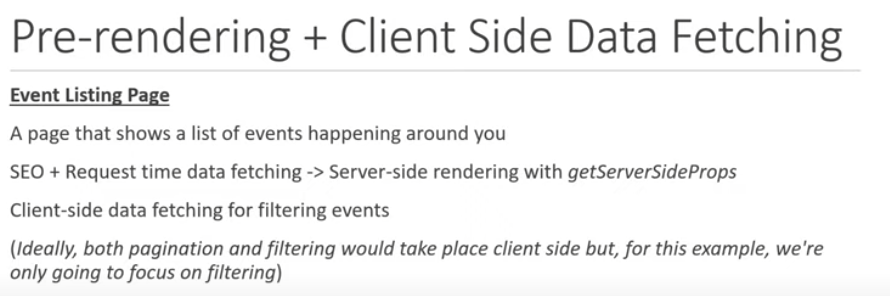 Pre-rendering + Client Side Data Fetching
Event Listing Page
A page that shows a list of events happening around you
SEO + Request time data fetching -> Server-side rendering with getServerSideProps
Client-side data fetching for filtering events
(Ideally, both pagination and filtering would take place client side but, for this example, we're
only going to focus on filtering)